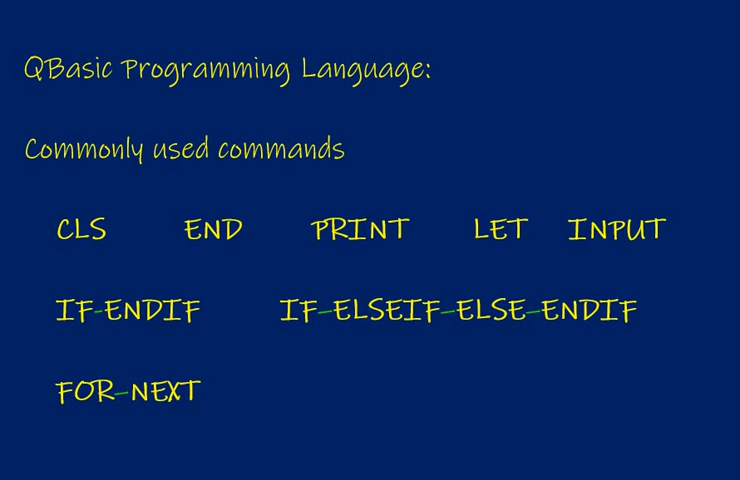 QBasic Programming Language:
Commonly used commands
CLS END PRINT LET INPUT
IF-ENDIF IF-ELSEIF-ELSE-ENDIF
FOR-NEXT